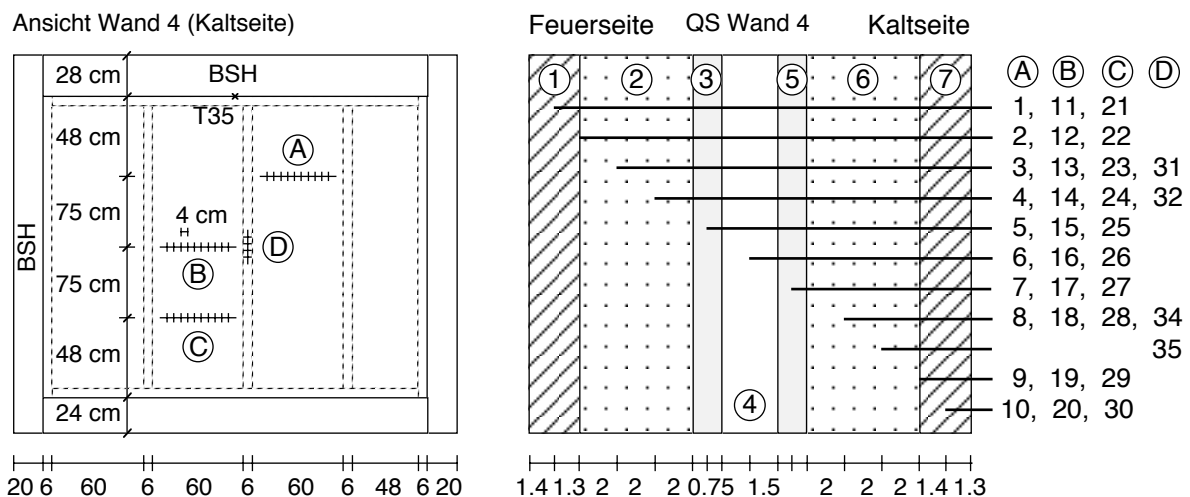 Ansicht Wand 4 (Kaltseite)
28 cm
BSH
T35
48 cm
A
75 cm
4 cm
BSH
B
D
75 cm
C
48 cm
24 cm
20 6 60 6 60 6 60 6 48 6 20
Feuerseite QS Wand 4 Kaltseite
1 2 3 5 6 7 A B C D
1, 11, 21
2, 12, 22
3, 13, 23, 31
4, 14, 24, 32
5, 15, 25
6, 16, 26
7, 17, 27
8, 18, 28, 34
35
9, 19, 29
4
10, 20, 30
1.4 1.3 2 2 2 0.75 1.5 2 2 2 1.4 1.3